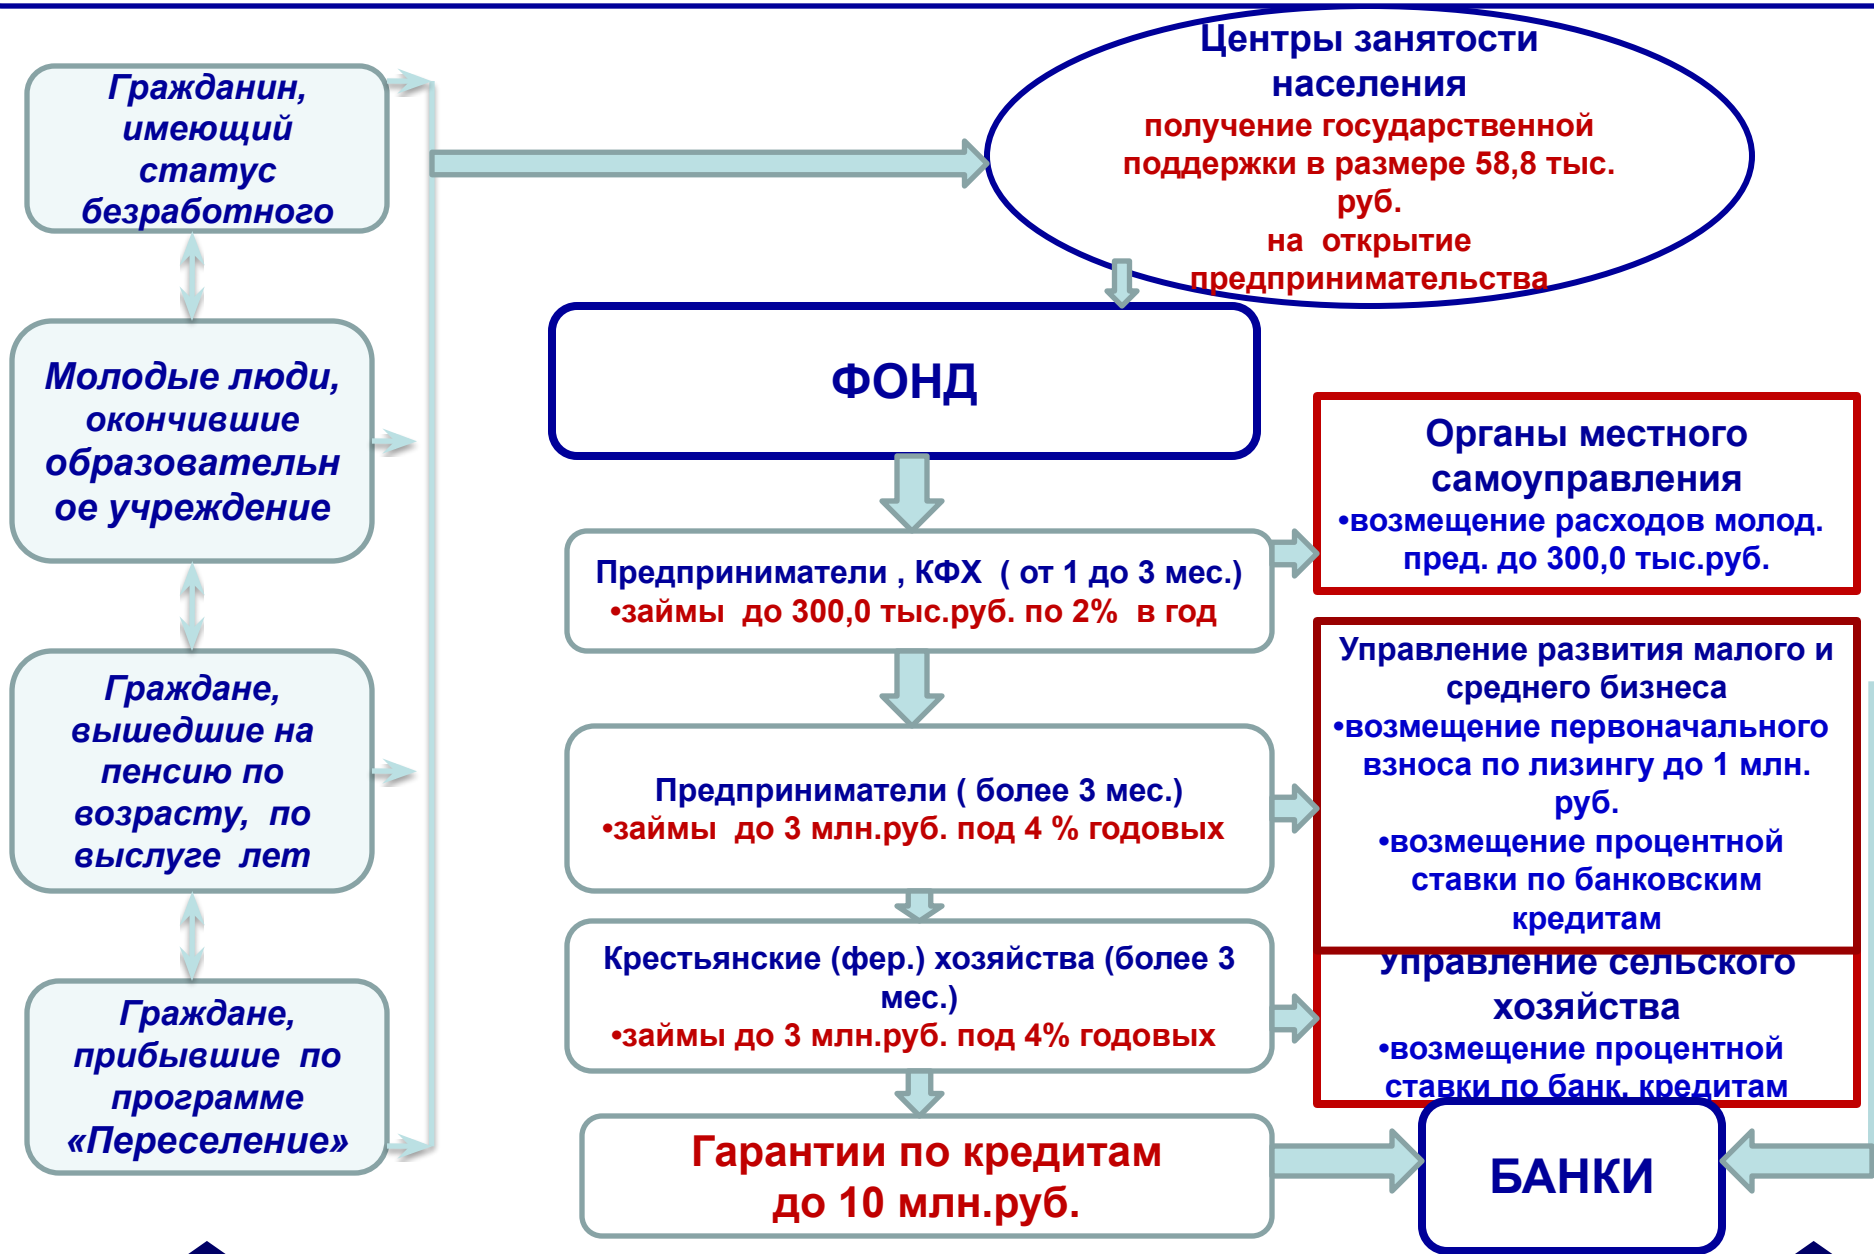 Гражданин,
имеющий
статус
безработного
Молодые люди,
окончившие
образовательн
ое учреждение
Граждане,
вышедшие на
пенсию по
возрасту,  по
выслуге  лет
Граждане,
прибывшие  по
программе
«Переселение»
Центры занятости
населения
получение государственной
поддержки в размере 58,8 тыс.
руб.
на  открытие
предпринимательства
ФОНД
Предприниматели , КФХ  ( от 1 до 3 мес.)
•займы  до 300,0 тыс.руб. по 2%  в год
Предприниматели ( более 3 мес.)
•займы  до 3 млн.руб. под 4 % годовых
Крестьянские (фер.) хозяйства (более 3
мес.)
•займы до 3 млн.руб. под 4% годовых
Гарантии по кредитам
до 10 млн.руб.
Органы местного
самоуправления
•возмещение расходов молод.
пред. до 300,0 тыс.руб.
Управление развития малого и
среднего бизнеса
•возмещение первоначального
взноса по лизингу до 1 млн.
руб.
•возмещение процентной
ставки по банковским
кредитам
Управление сельского
хозяйства
•возмещение процентной
ставки по банк. кредитам
БАНКИ